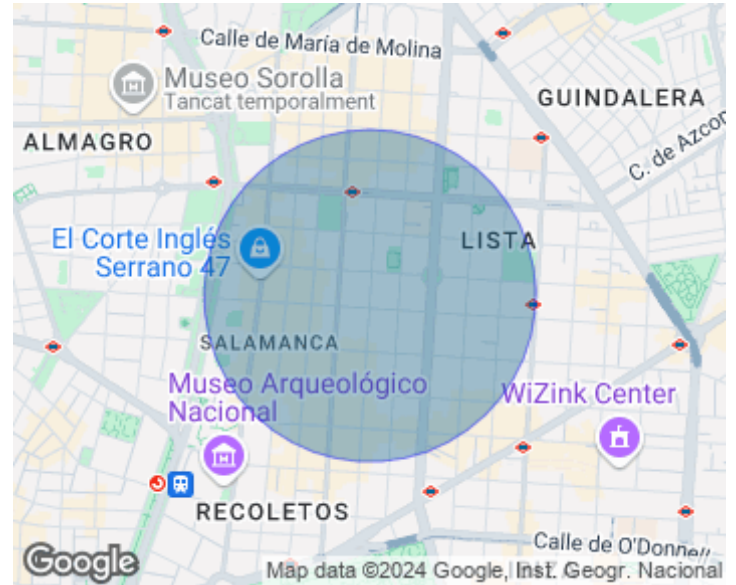 Calle de María de Molina
Museo Sorolla
Tancat temporalment
GUINDALERA
ALMAGRO
C. de Azcon
El Corte Inglés
Serrano 47
LISTA
SALAMANCA
Museo Arqueológico
Nacional
WiZink Center
RECOLETOS
Calle de O'Donnell
Google
Map data ©2024 Google, Inst. Geogr. Nacional